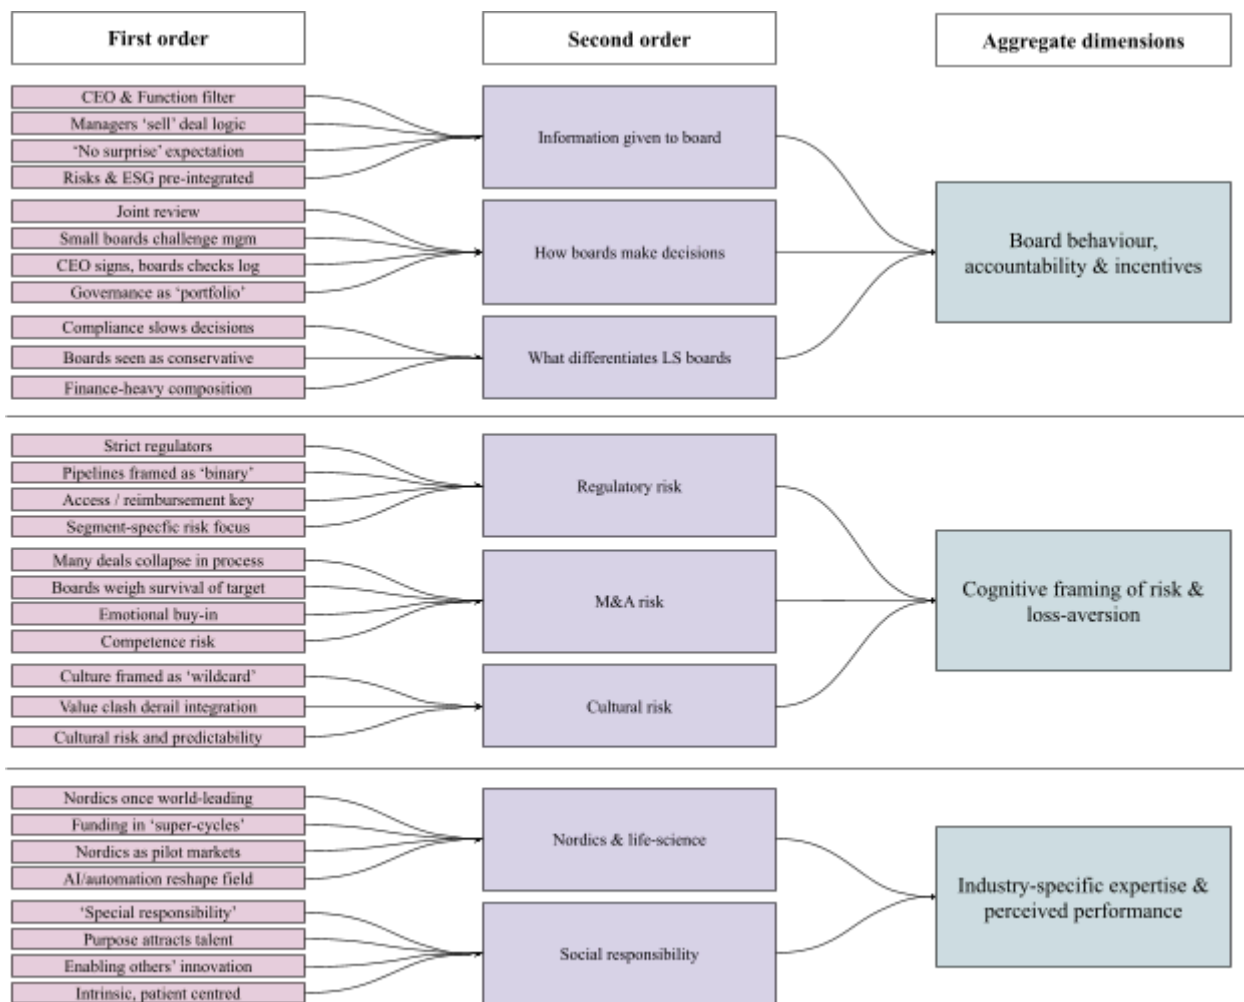 First order
Second order
Aggregate dimensions
CEO & Function filter
Managers ‘sell’ deal logic
‘No surprise’ expectation
Risks & ESG pre-integrated
Information given to board
Joint review
Small boards challenge mgm
CEO signs, boards checks log
Governance as ‘portfolio’
How boards make decisions
Compliance slows decisions
Boards seen as conservative
Finance-heavy composition
What differentiates LS boards
Board behaviour,
accountability & incentives
Strict regulators
Pipelines framed as ‘binary’
Access / reimbursement key
Segment-specfic risk focus
Regulatory risk
Many deals collapse in process
Boards weigh survival of target
Emotional buy-in
Competence risk
M&A risk
Culture framed as ‘wildcard’
Value clash derail integration
Cultural risk and predictability
Cultural risk
Cognitive framing of risk &
loss-aversion
Nordics once world-leading
Funding in ‘super-cycles’
Nordics as pilot markets
AI/automation reshape field
Nordics & life-science
‘Special responsibility’
Purpose attracts talent
Enabling others’ innovation
Intrinsic, patient centred
Social responsibility
Industry-specific expertise &
perceived performance